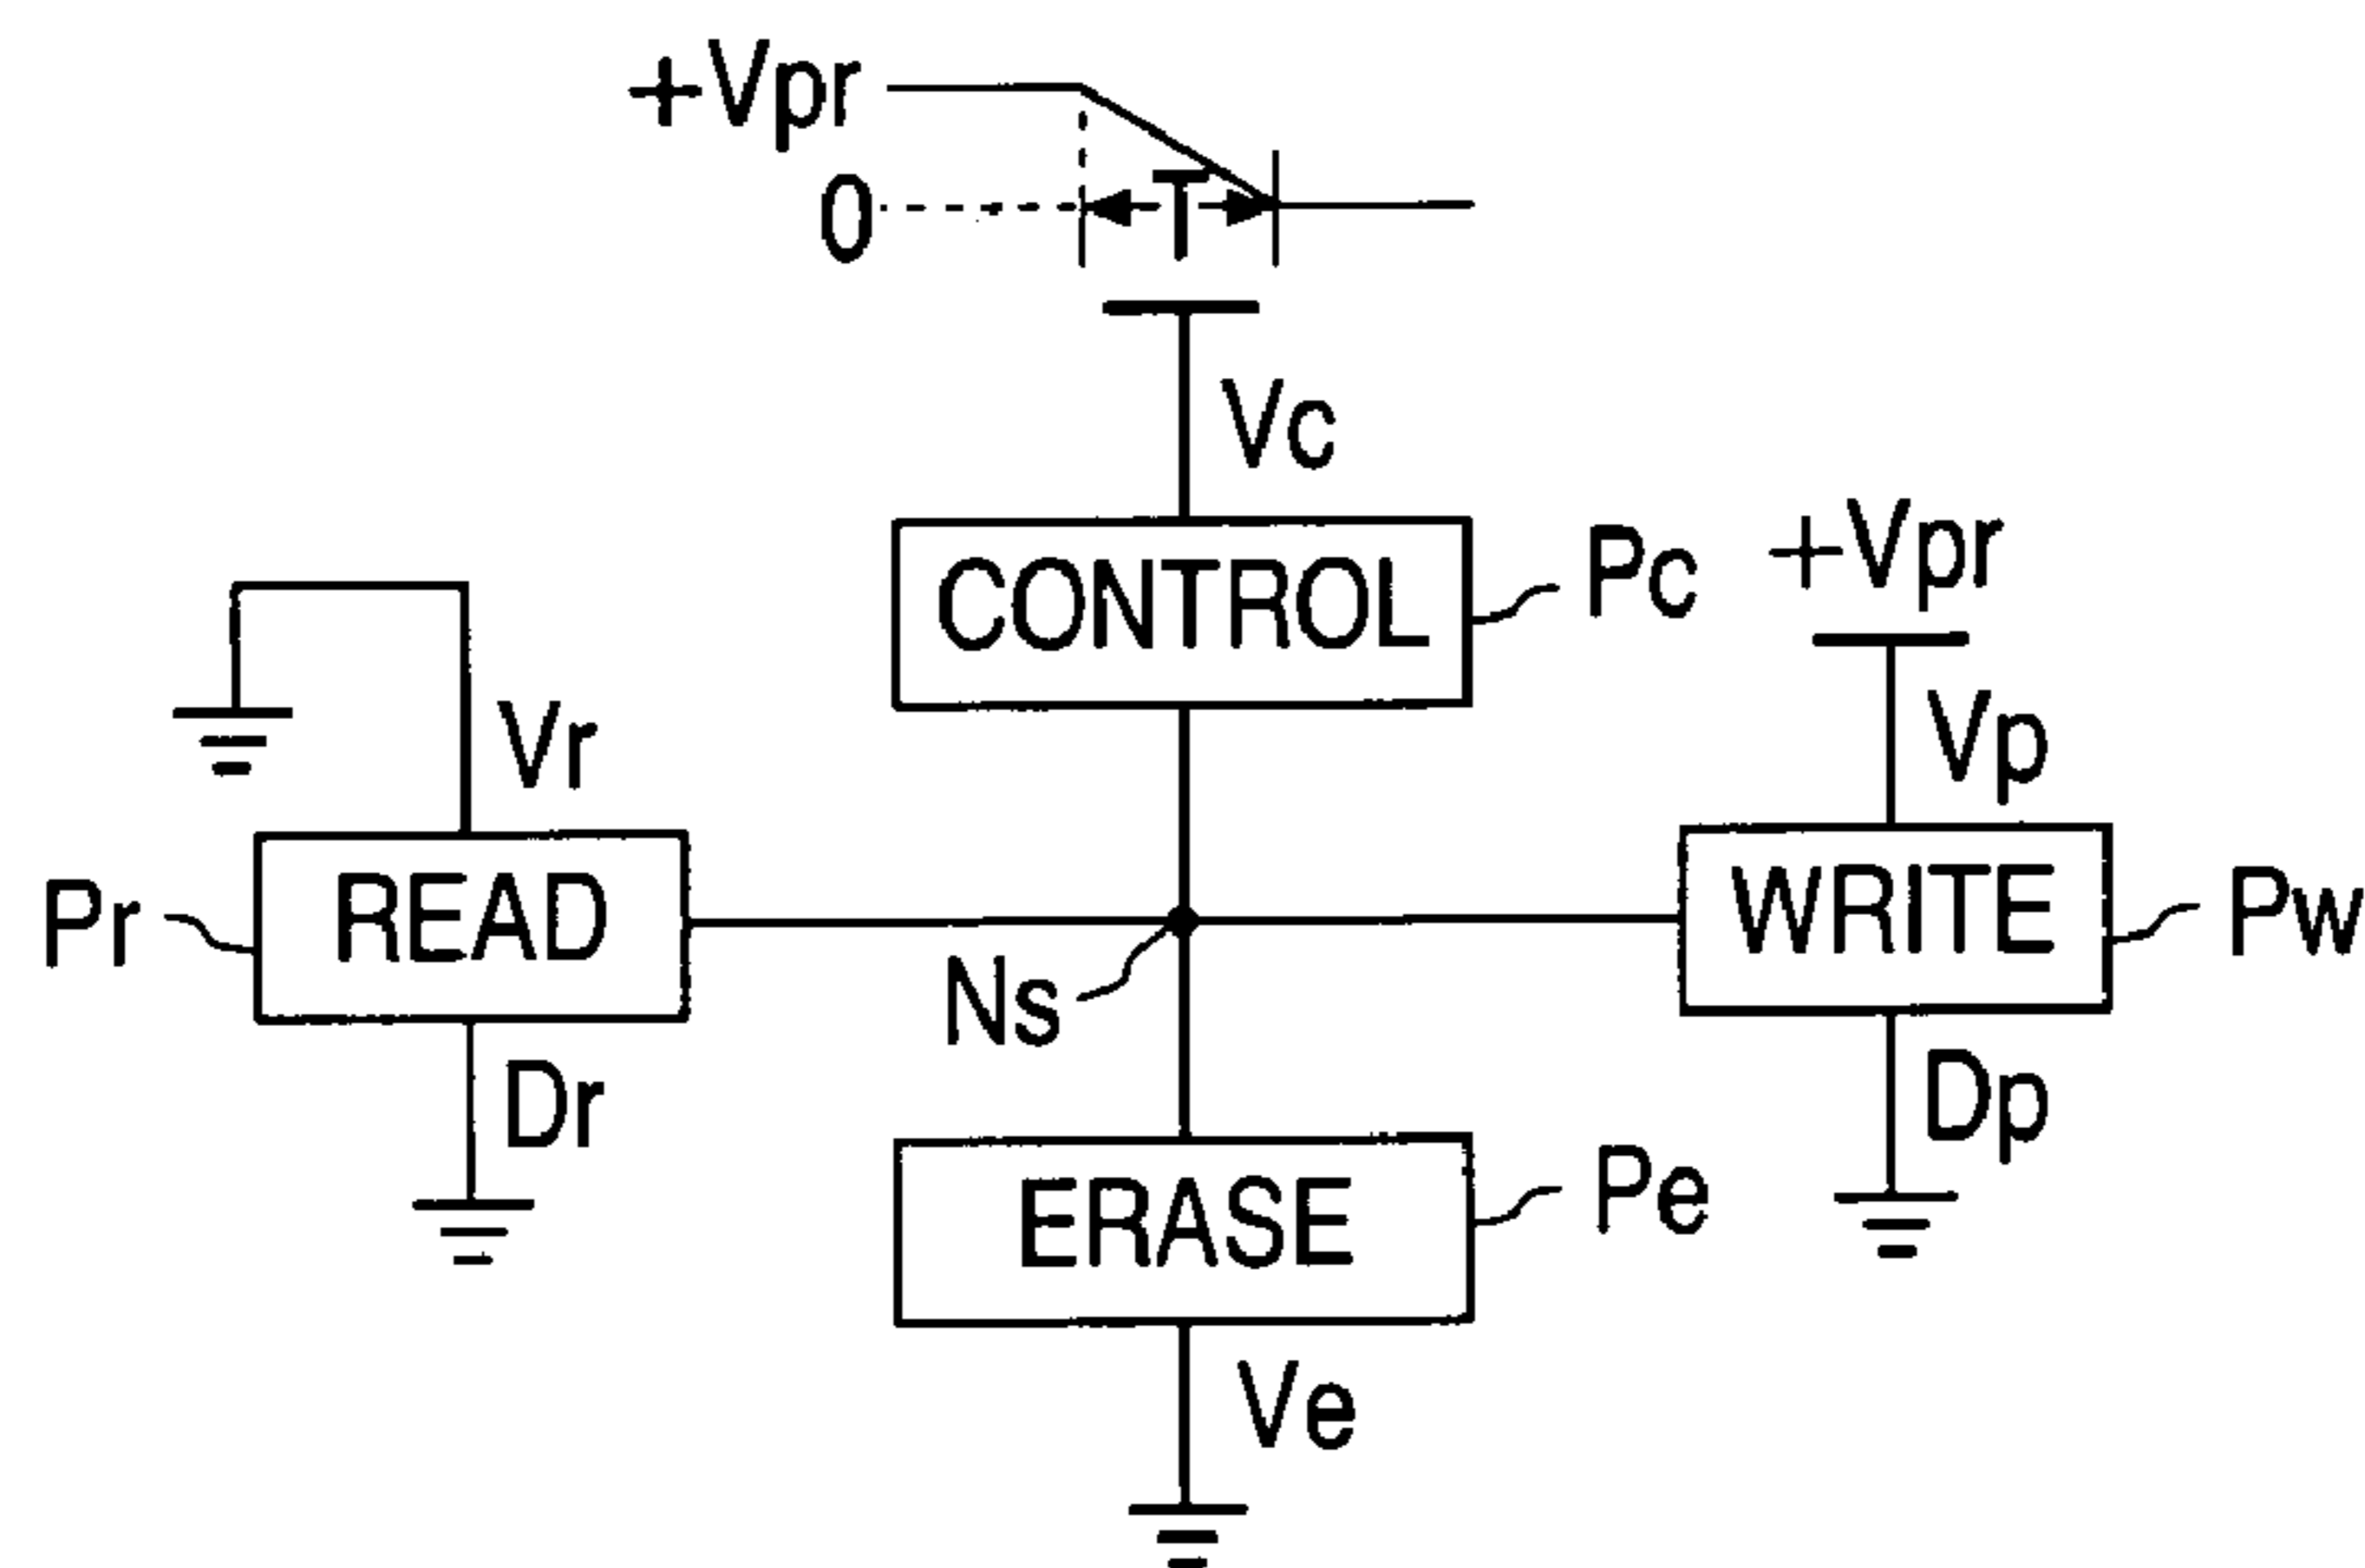 +Vpr
0
T
Vc
CONTROL
Pc
+Vpr
Vr
Vp
READ
WRITE
Pr
Pw
Ns
Dr
Dp
ERASE
Pe
Ve